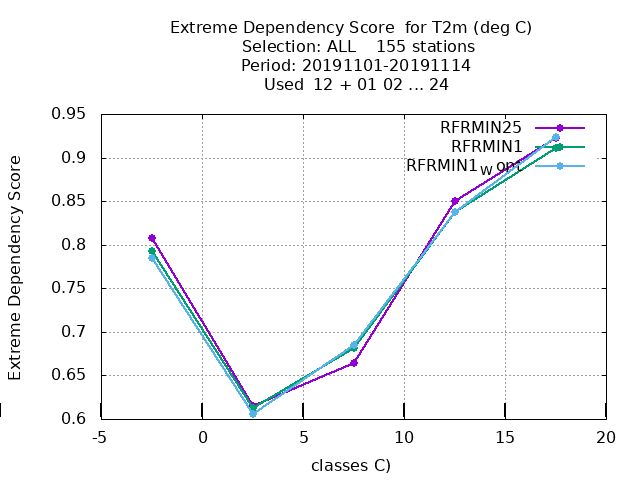 Extreme Dependency Score for T2m (deg C)
Selection: ALL 155 stations
Period: 20191101-20191114
Used 12 + 01 02 ... 24
0.95
0.9
0.85
0.8
0.75
0.7
0.65
0.6
Extreme Dependency Score
RFRMIN25
RFRMIN1
RFRMIN1W
-5
0
5
10
15
20
classes C)